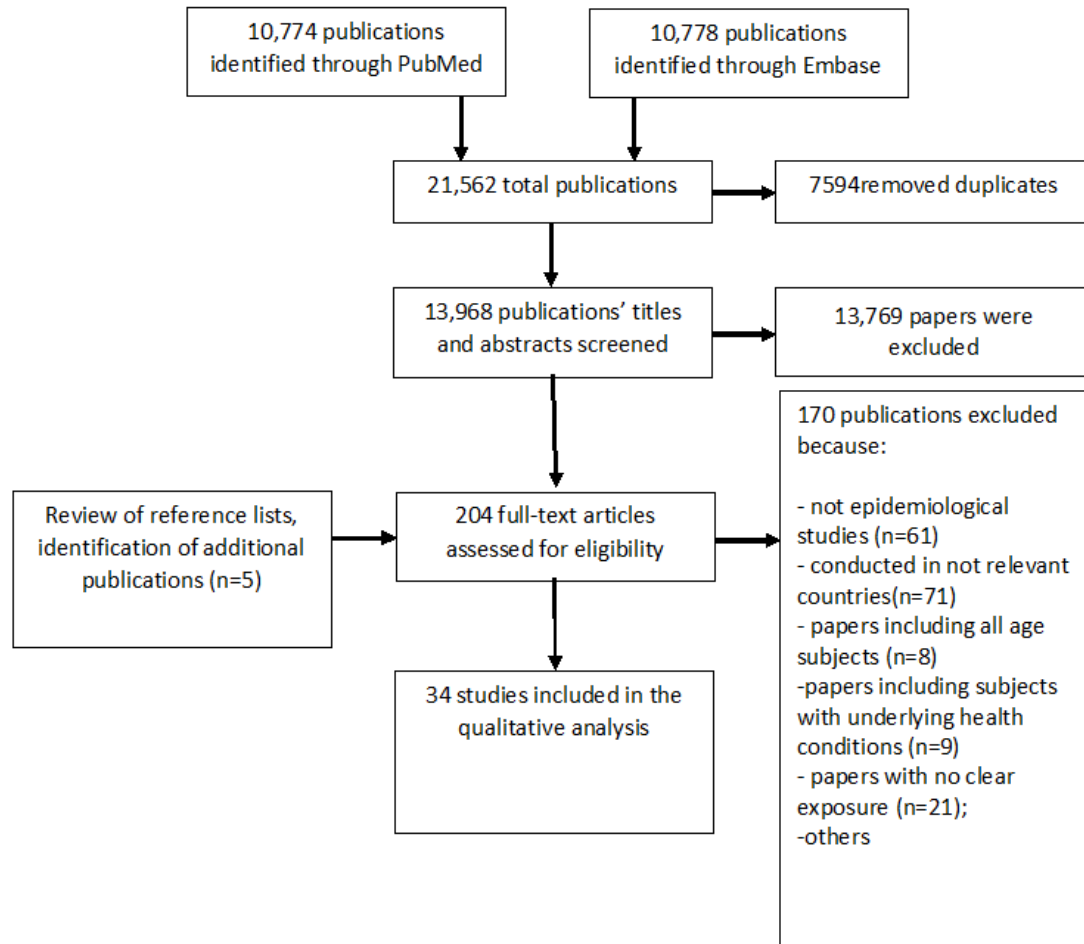 10,774 publications
identified through PubMed
10,778 publications
identified through Embase
21,562 total publications
7594removed duplicates
13,968 publications’ titles
and abstracts screened
13,769 papers were
excluded
170 publications excluded
because:
- not epidemiological
studies (n=61)
- conducted in not relevant
countries(n=71)
- papers including all age
subjects (n=8)
-papers including subjects
with underlying health
conditions (n=9)
- papers with no clear
exposure (n=21);
-others
Review of reference lists,
identification of additional
publications (n=5)
204 full-text articles
assessed for eligibility
34 studies included in the
qualitative analysis